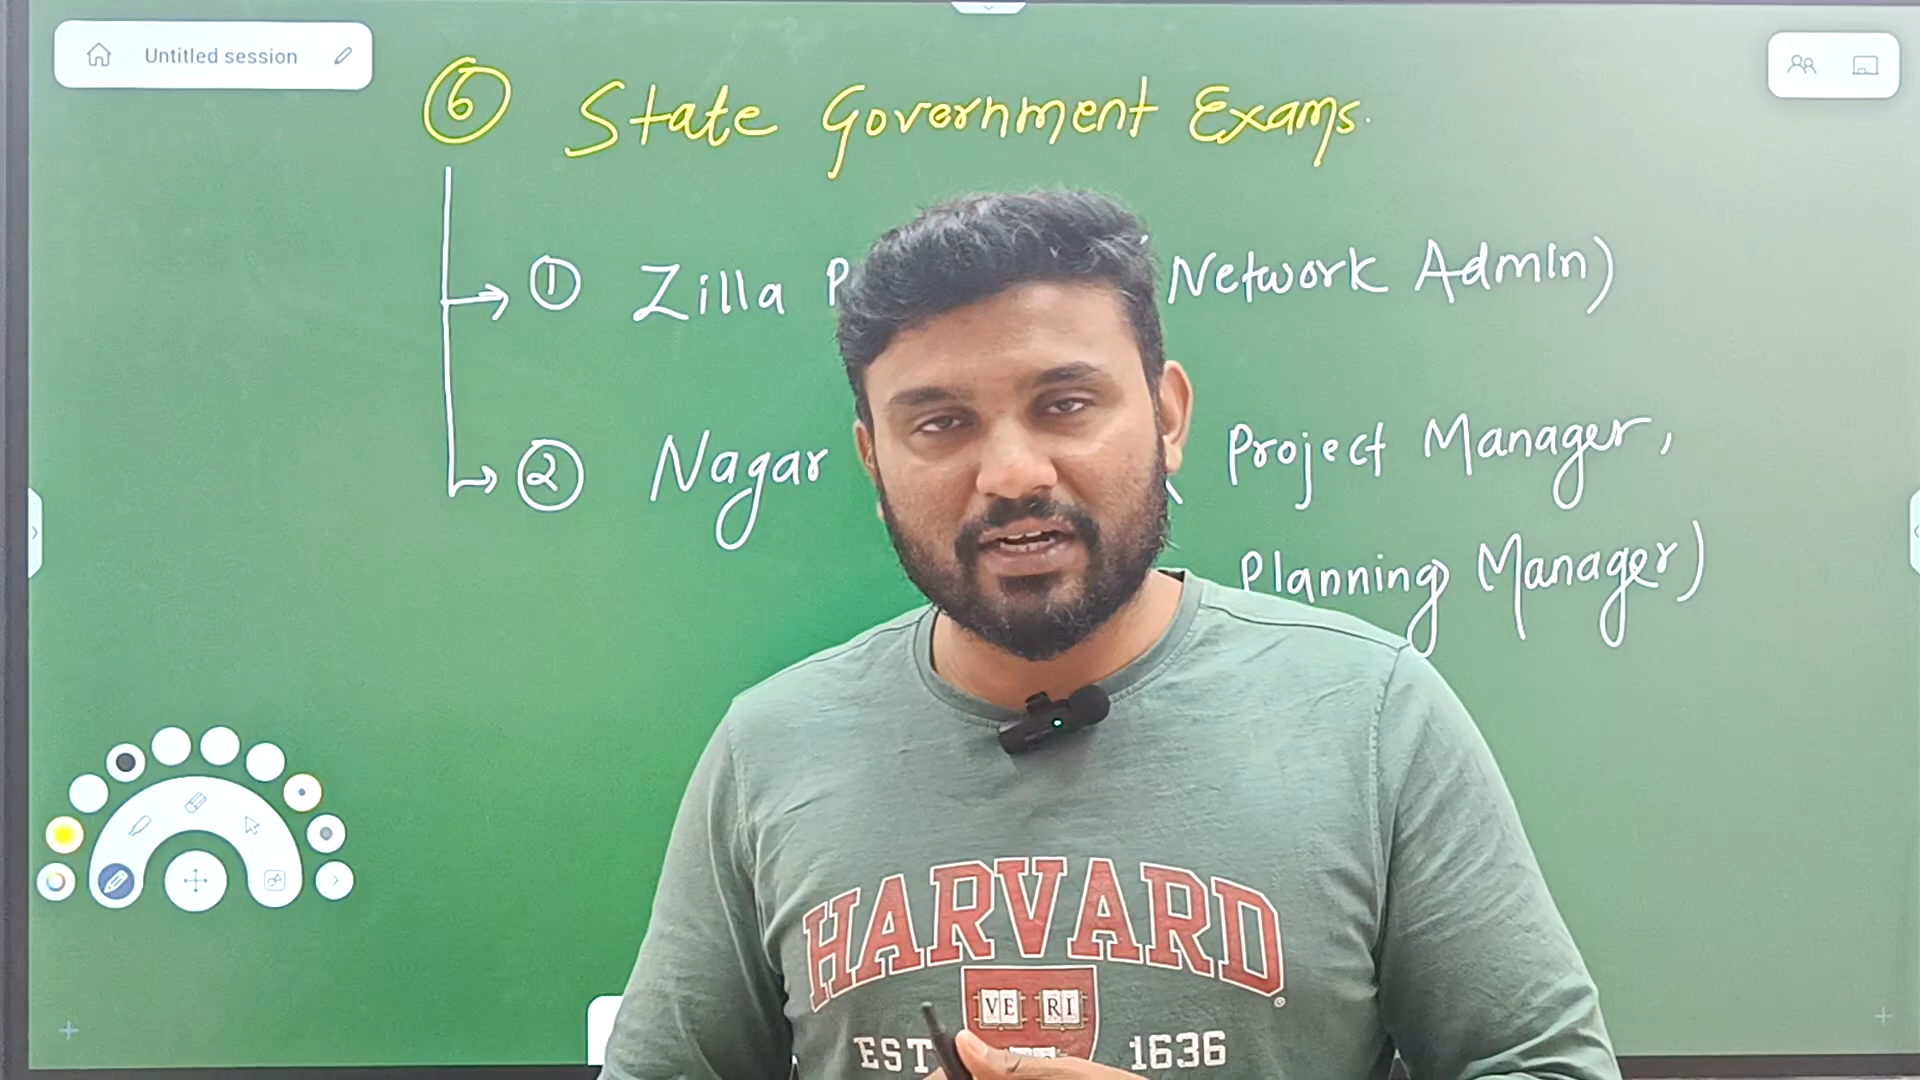 Untitled session
6 State Government Exams.
1 Zilla P Network Admin)
2 Nagar Project Manager,
Planning Manager)
HARVARD
VE RI
EST 1636